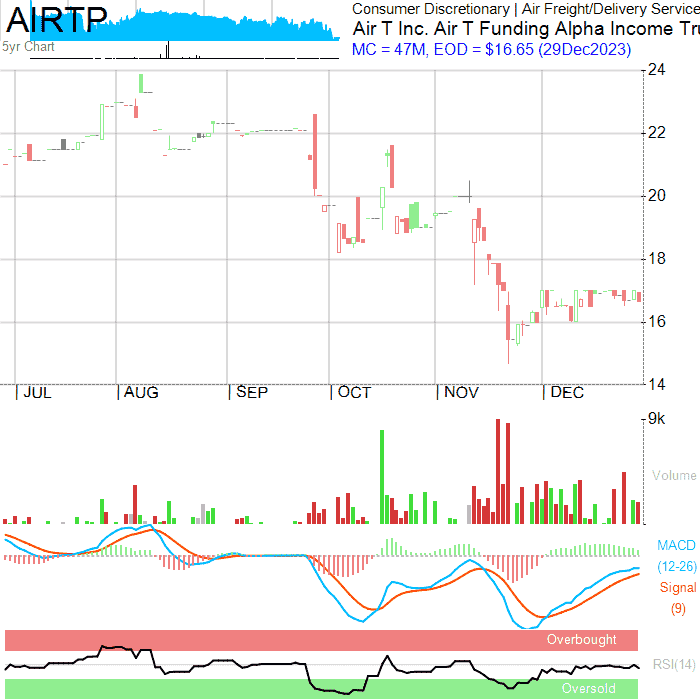 AIRTP
5yr Chart
Consumer Discretionary | Air Freight/Delivery Service
Air T Inc. Air T Funding Alpha Income Tru
MC = 47M, EOD = $16.65 (29Dec2023)
24
22
20
18
16
14
|JUL |AUG |SEP |OCT |NOV |DEC
9k
Volume
MACD
(12-26)
Signal
(9)
Overbought
RSI(14)
Oversold